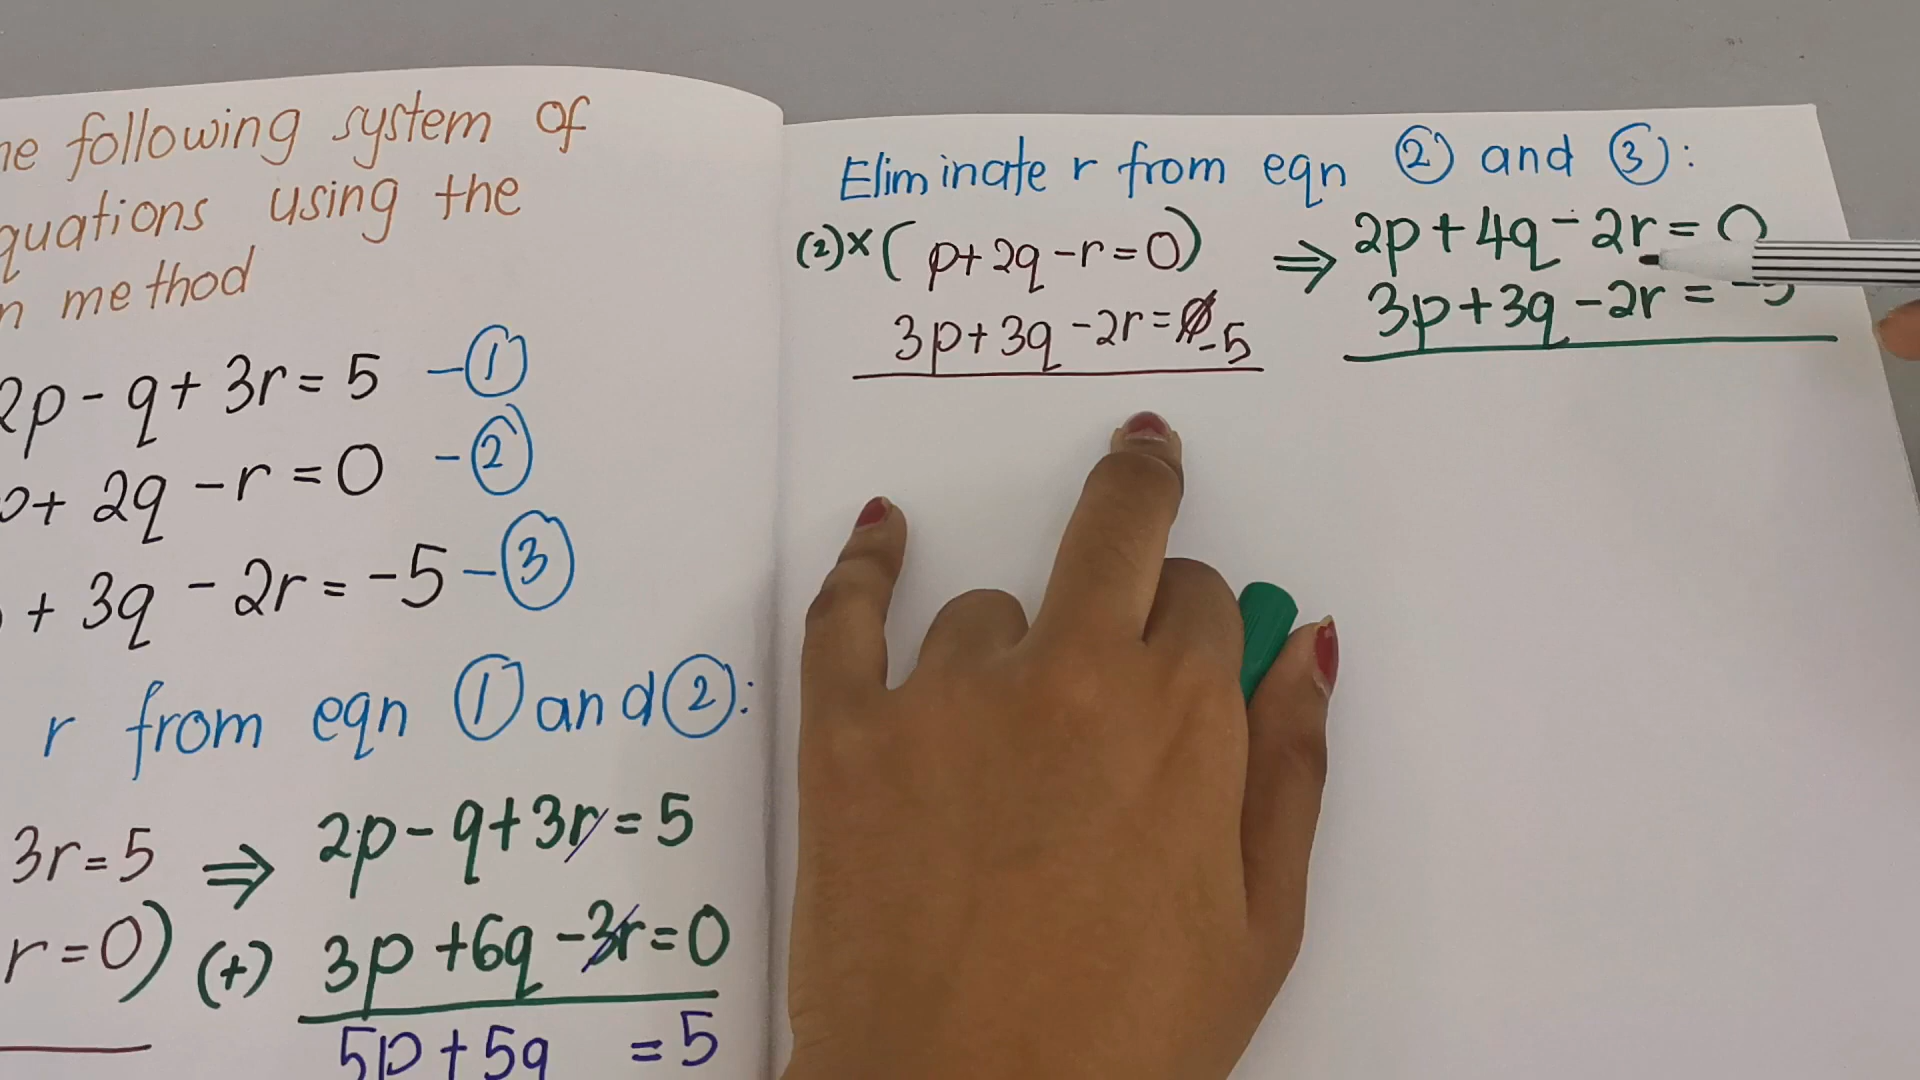 following system of
using the
method
2p - q + 3r = 5 - ①
+ 2q - r = 0 - ②
+ 3q - 2r = -5 - ③
r from eqn ① and ②:
3r = 5 ⇒ 2p - q + 3r = 5
r = 0) (+) 3p + 6q - 3r = 0
5p + 5q = 5
Eliminate r from eqn ② and ③:
(2)× ( p + 2q - r = 0) ⇒ 2p + 4q - 2r = 0
3p + 3q - 2r = -5 3p + 3q - 2r = -5